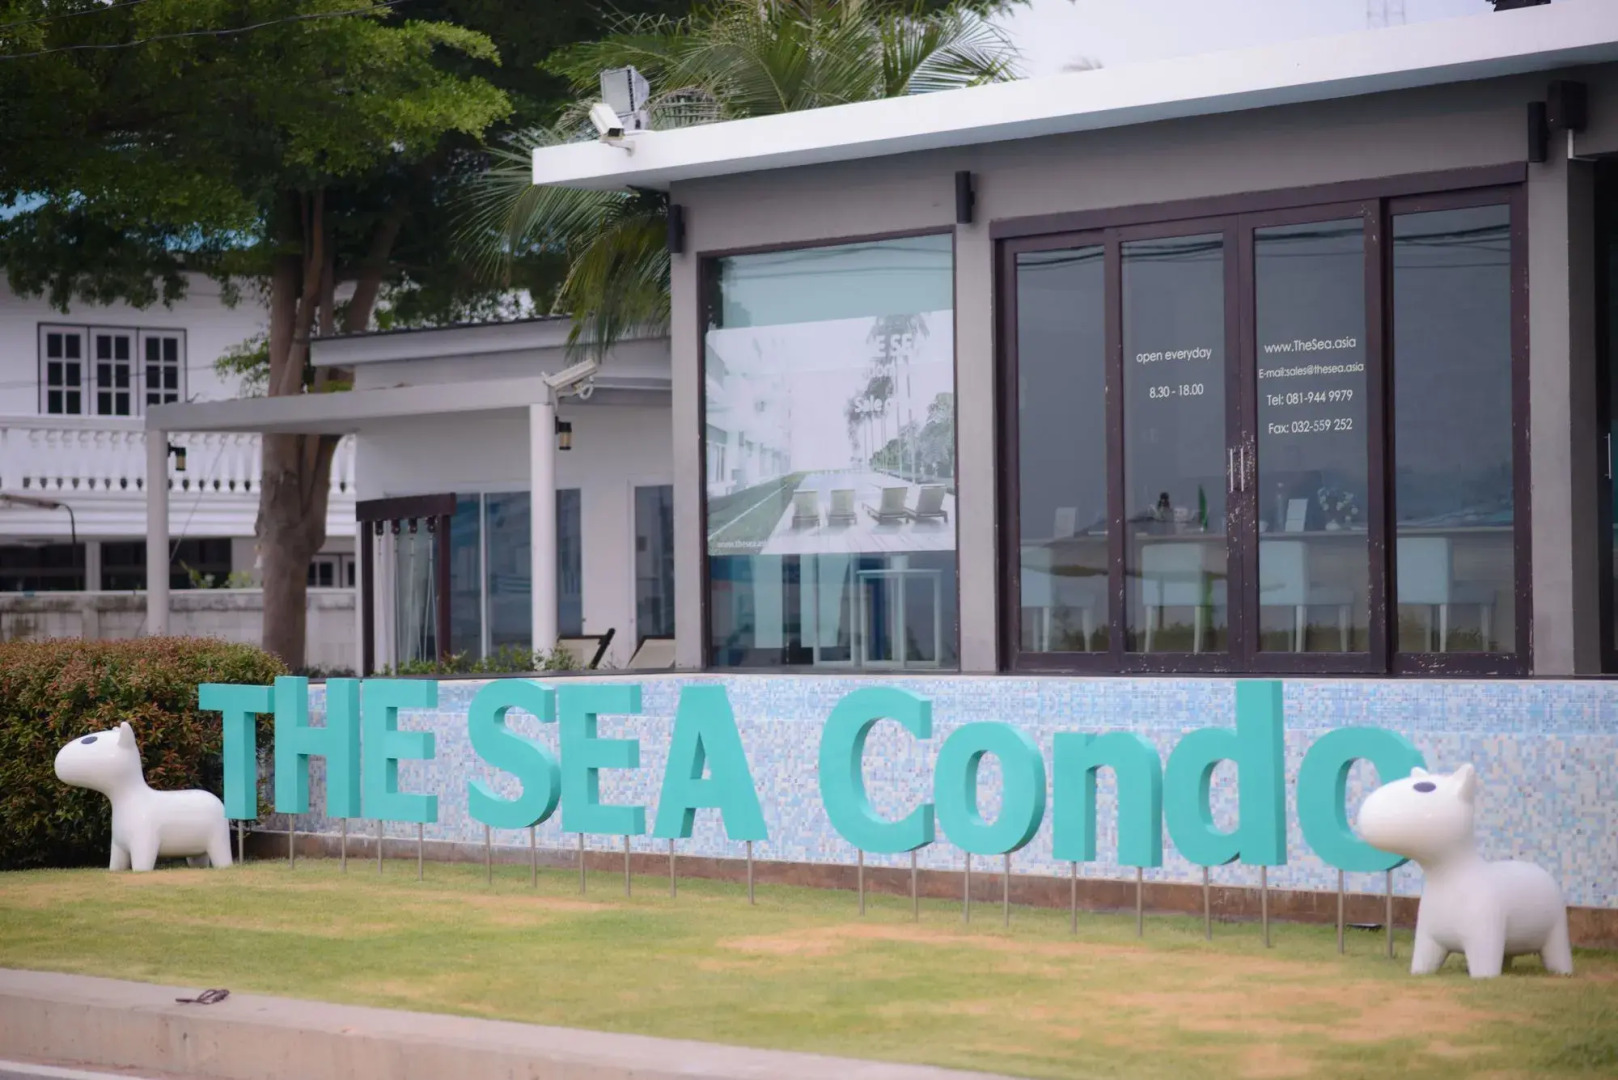 open everyday
8.30 - 18.00
www.TheSea.asia
E-mail:sales@thesea.asia
Tel: 081-944 9979
Fax: 032-559 252
THE SEA Condo